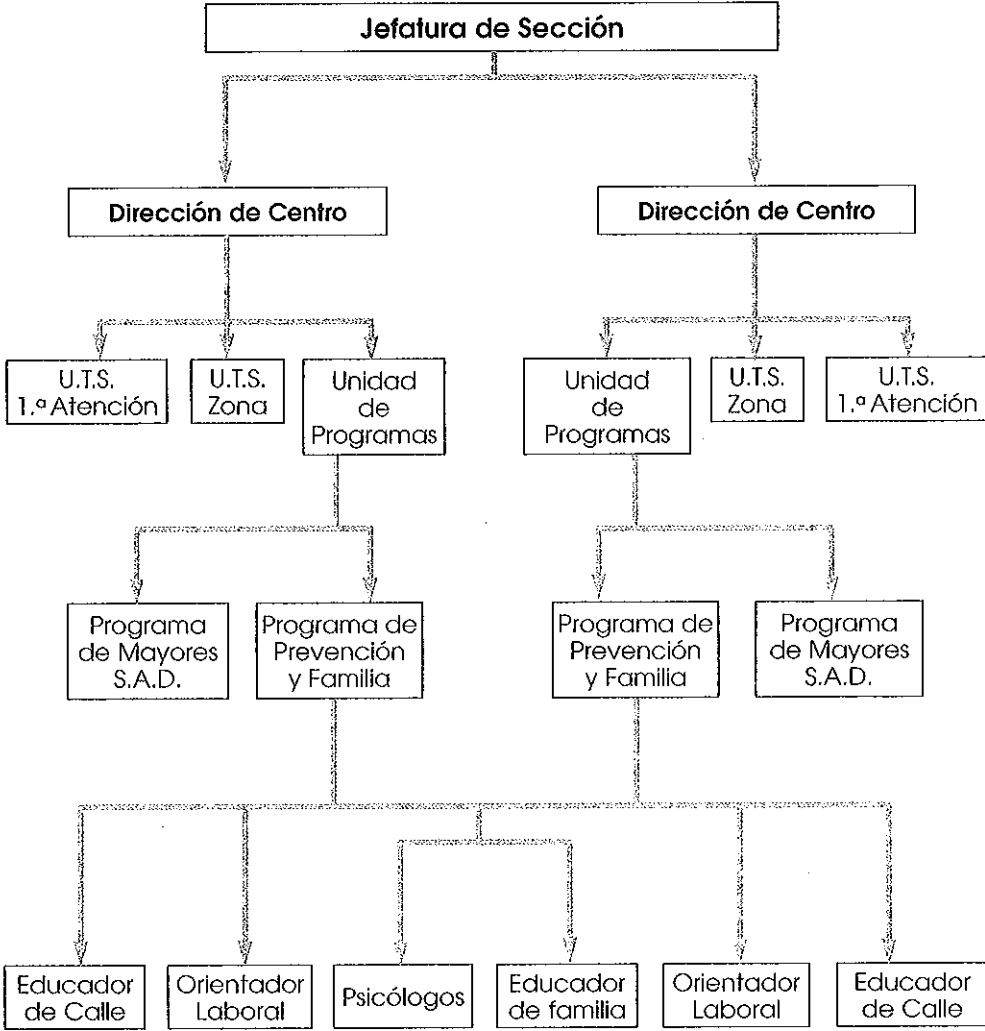 Jefatura de Sección
Dirección de Centro
Dirección de Centro
U.T.S.
1.ª Atención
U.T.S.
Zona
Unidad
de
Programas
Unidad
de
Programas
U.T.S.
Zona
U.T.S.
1.ª Atención
Programa
de Mayores
S.A.D.
Programa de
Prevención
y Familia
Programa de
Prevención
y Familia
Programa
de Mayores
S.A.D.
Educador
de Calle
Orientador
Laboral
Psicólogos
Educador
de familia
Orientador
Laboral
Educador
de Calle